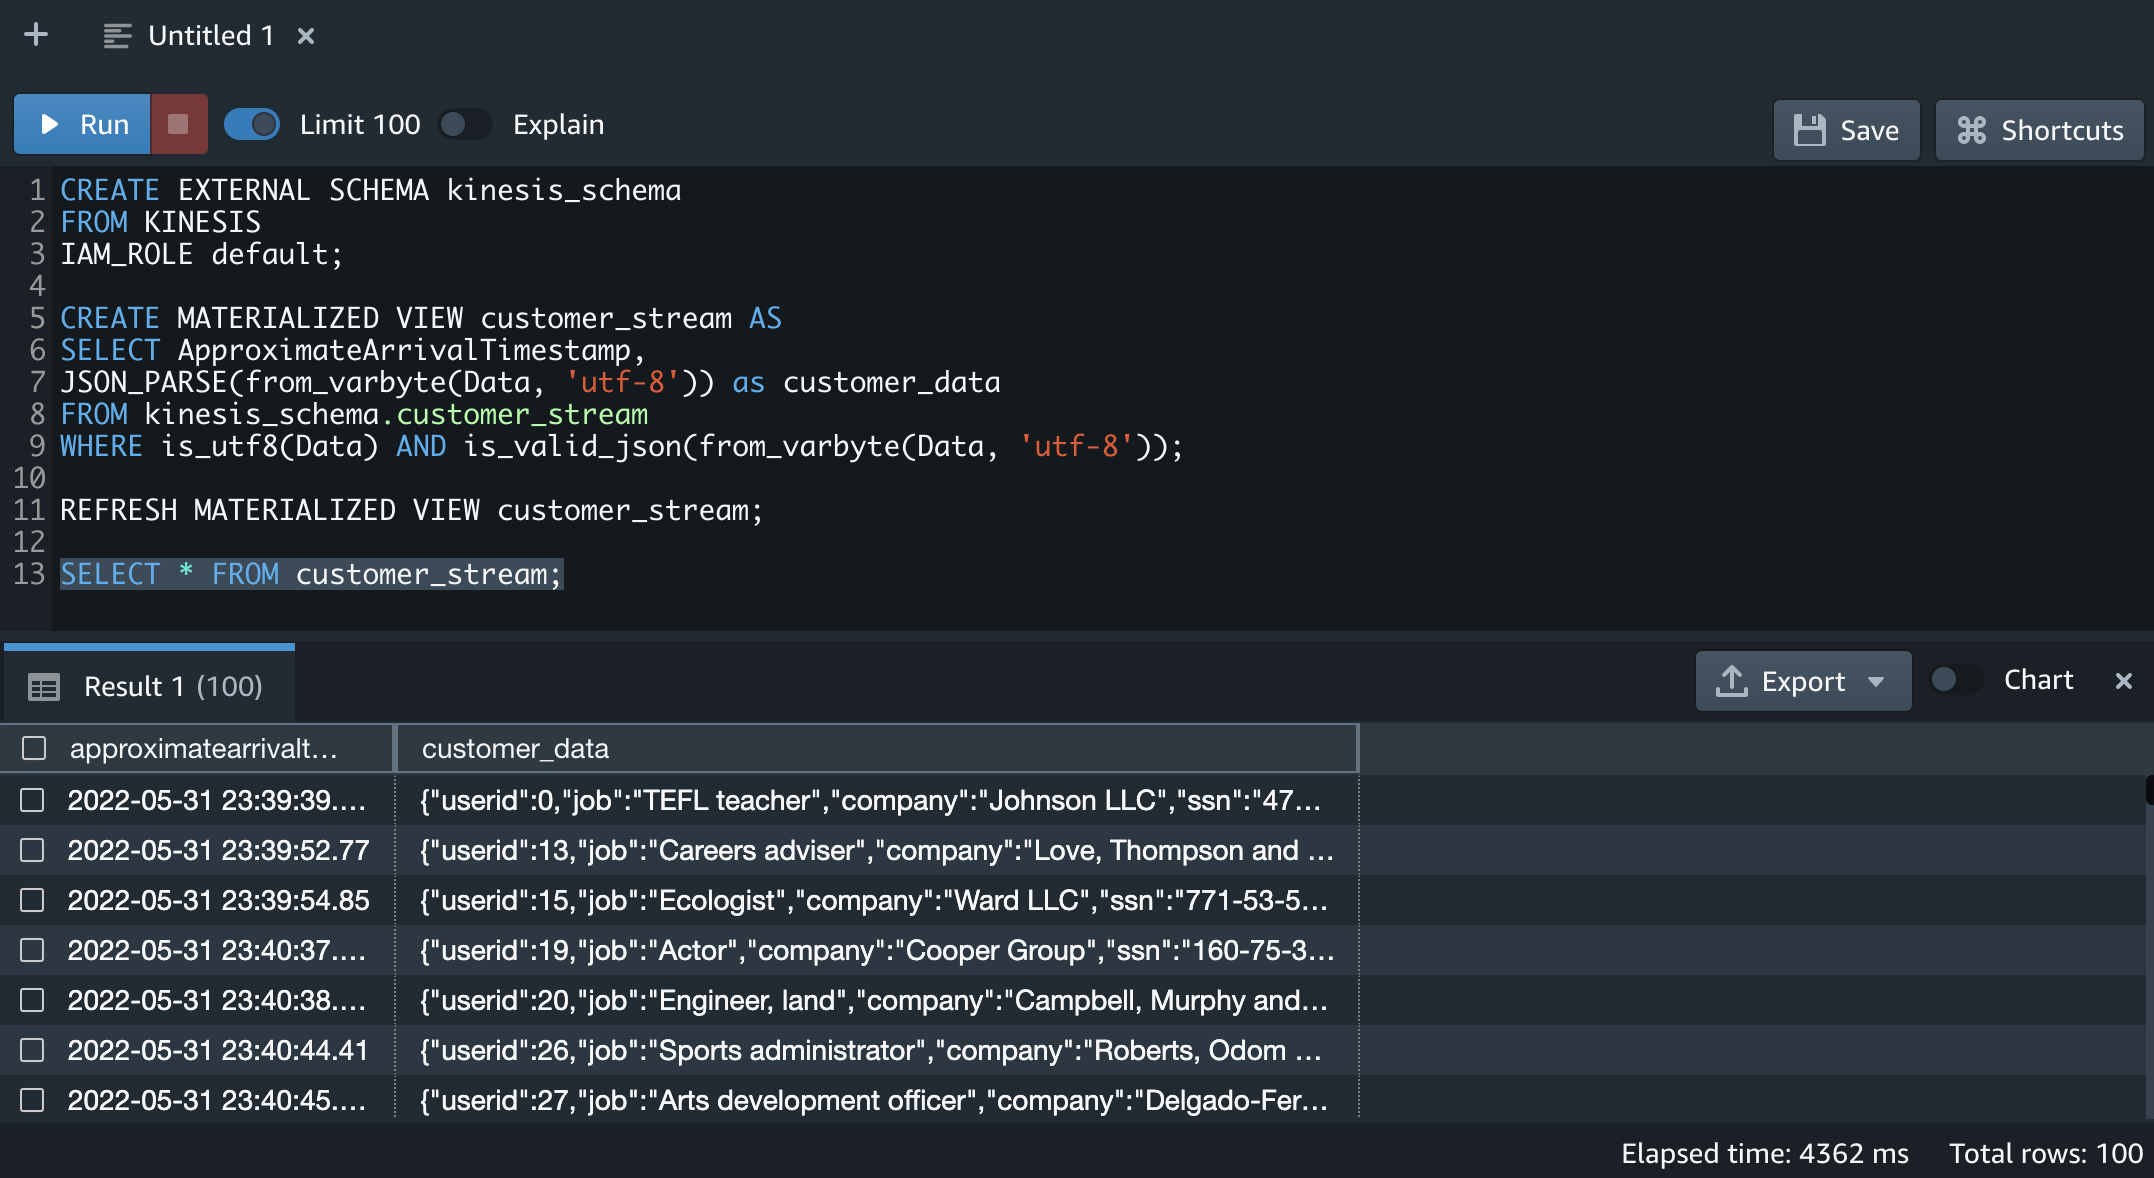 Untitled 1
Run Limit 100 Explain Save Shortcuts
1 CREATE EXTERNAL SCHEMA kinesis_schema
2 FROM KINESIS
3 IAM_ROLE default;
4
5 CREATE MATERIALIZED VIEW customer_stream AS
6 SELECT ApproximateArrivalTimestamp,
7 JSON_PARSE(from_varbyte(Data, 'utf-8')) as customer_data
8 FROM kinesis_schema.customer_stream
9 WHERE is_utf8(Data) AND is_valid_json(from_varbyte(Data, 'utf-8'));
10
11 REFRESH MATERIALIZED VIEW customer_stream;
12
13 SELECT * FROM customer_stream;
Result 1 (100) Export Chart
approximatearrivalt... customer_data
2022-05-31 23:39:39.... {"userid":0,"job":"TEFL teacher","company":"Johnson LLC","ssn":"47...
2022-05-31 23:39:52.77 {"userid":13,"job":"Careers adviser","company":"Love, Thompson and ...
2022-05-31 23:39:54.85 {"userid":15,"job":"Ecologist","company":"Ward LLC","ssn":"771-53-5...
2022-05-31 23:40:37.... {"userid":19,"job":"Actor","company":"Cooper Group","ssn":"160-75-3...
2022-05-31 23:40:38.... {"userid":20,"job":"Engineer, land","company":"Campbell, Murphy and...
2022-05-31 23:40:44.41 {"userid":26,"job":"Sports administrator","company":"Roberts, Odom ...
2022-05-31 23:40:45.... {"userid":27,"job":"Arts development officer","company":"Delgado-Fer...
Elapsed time: 4362 ms Total rows: 100